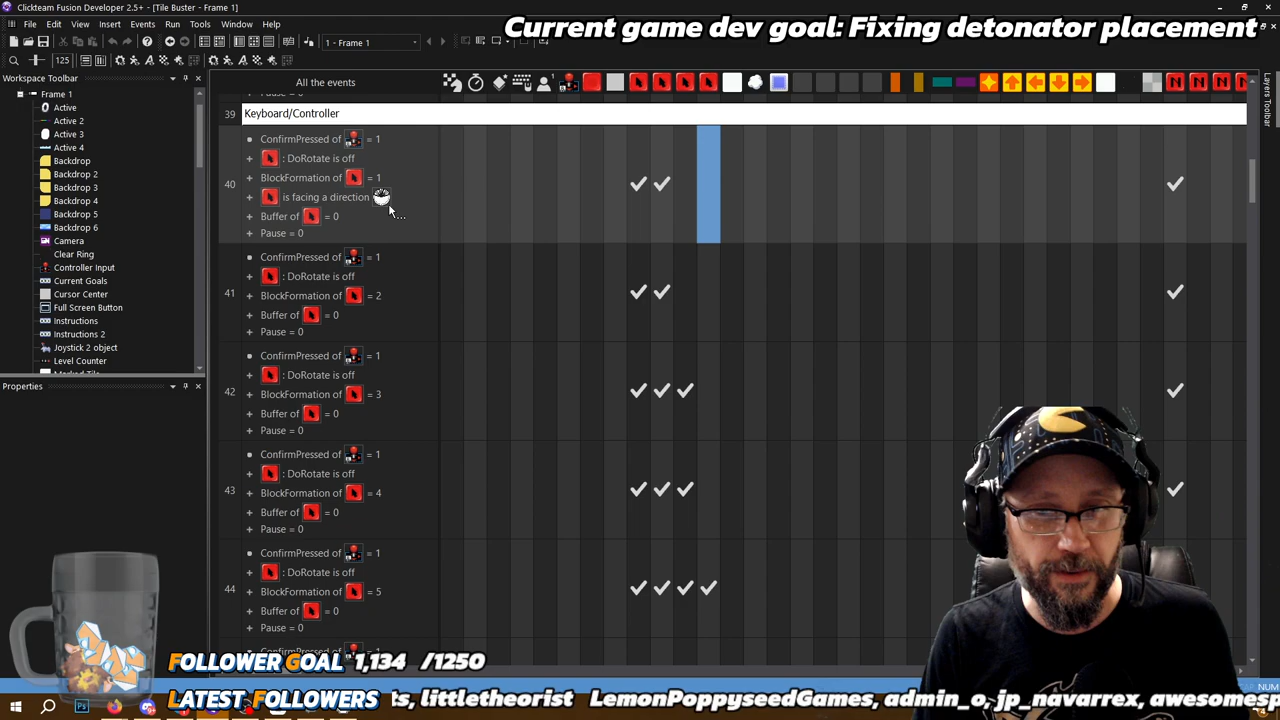 Clickteam Fusion Developer 2.5+ - [Tile Buster - Frame 1]
Current game dev goal: Fixing detonator placement
File Edit View Insert Events Run Tools Window Help
1 - Frame 1
123
Workspace Toolbar
Frame 1
Active
Active 2
Active 3
Active 4
Backdrop
Backdrop 2
Backdrop 3
Backdrop 4
Backdrop 5
Backdrop 6
Camera
Clear Ring
Controller Input
Current Goals
Cursor Center
Full Screen Button
Instructions
Instructions 2
Joystick 2 object
Level Counter
Properties
All the events
Layers Toolbar
39 Keyboard/Controller
40
ConfirmPressed of = 1
+ : DoRotate is off
+ BlockFormation of = 1
+ is facing a direction
+ Buffer of = 0
+ Pause = 0
41
ConfirmPressed of = 1
+ : DoRotate is off
+ BlockFormation of = 2
+ Buffer of = 0
+ Pause = 0
42
ConfirmPressed of = 1
+ : DoRotate is off
+ BlockFormation of = 3
+ Buffer of = 0
+ Pause = 0
43
ConfirmPressed of = 1
+ : DoRotate is off
+ BlockFormation of = 4
+ Buffer of = 0
+ Pause = 0
44
ConfirmPressed of = 1
+ : DoRotate is off
+ BlockFormation of = 5
+ Buffer of = 0
+ Pause = 0
FOLLOWER GOAL 1,134 /1250
LATEST FOLLOWERS ts, littletheorist LemonPoppyseedGames, admin_o, jp_navarrex, awesomesp
NUM